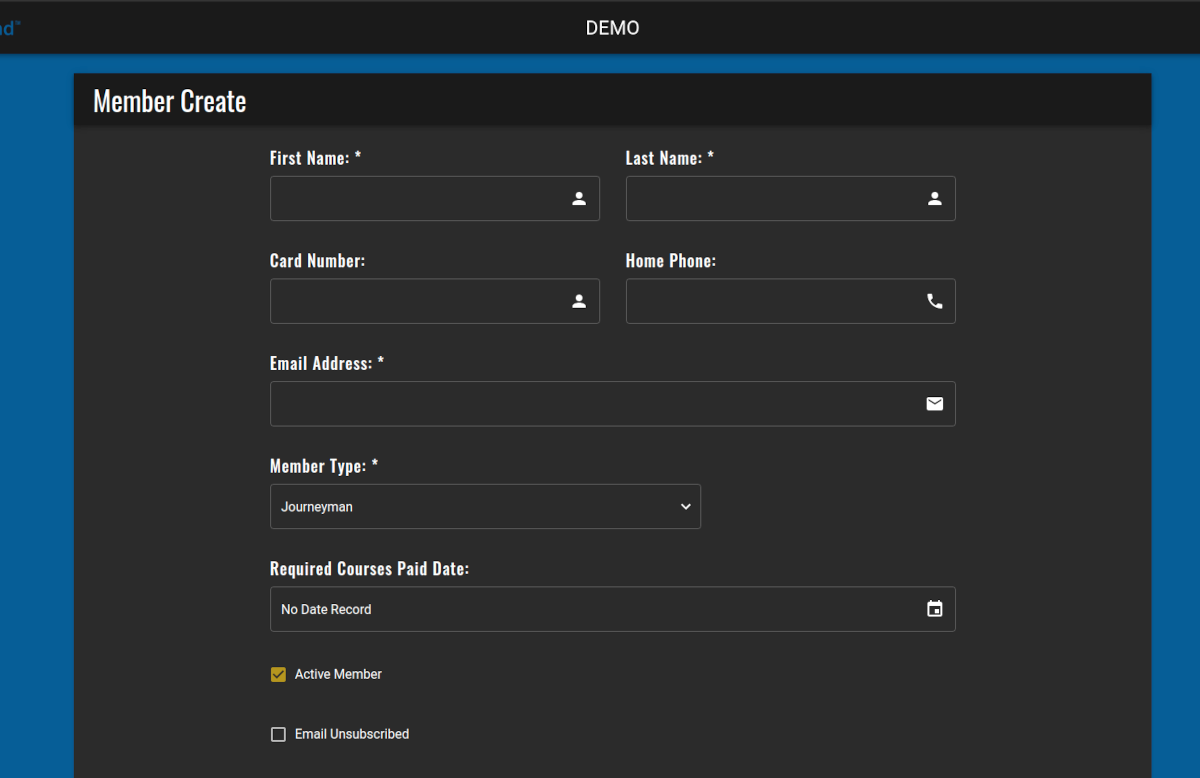 DEMO
Member Create
First Name: *
Last Name: *
Card Number:
Home Phone:
Email Address: *
Member Type: *
Journeyman
Required Courses Paid Date:
No Date Record
Active Member
Email Unsubscribed